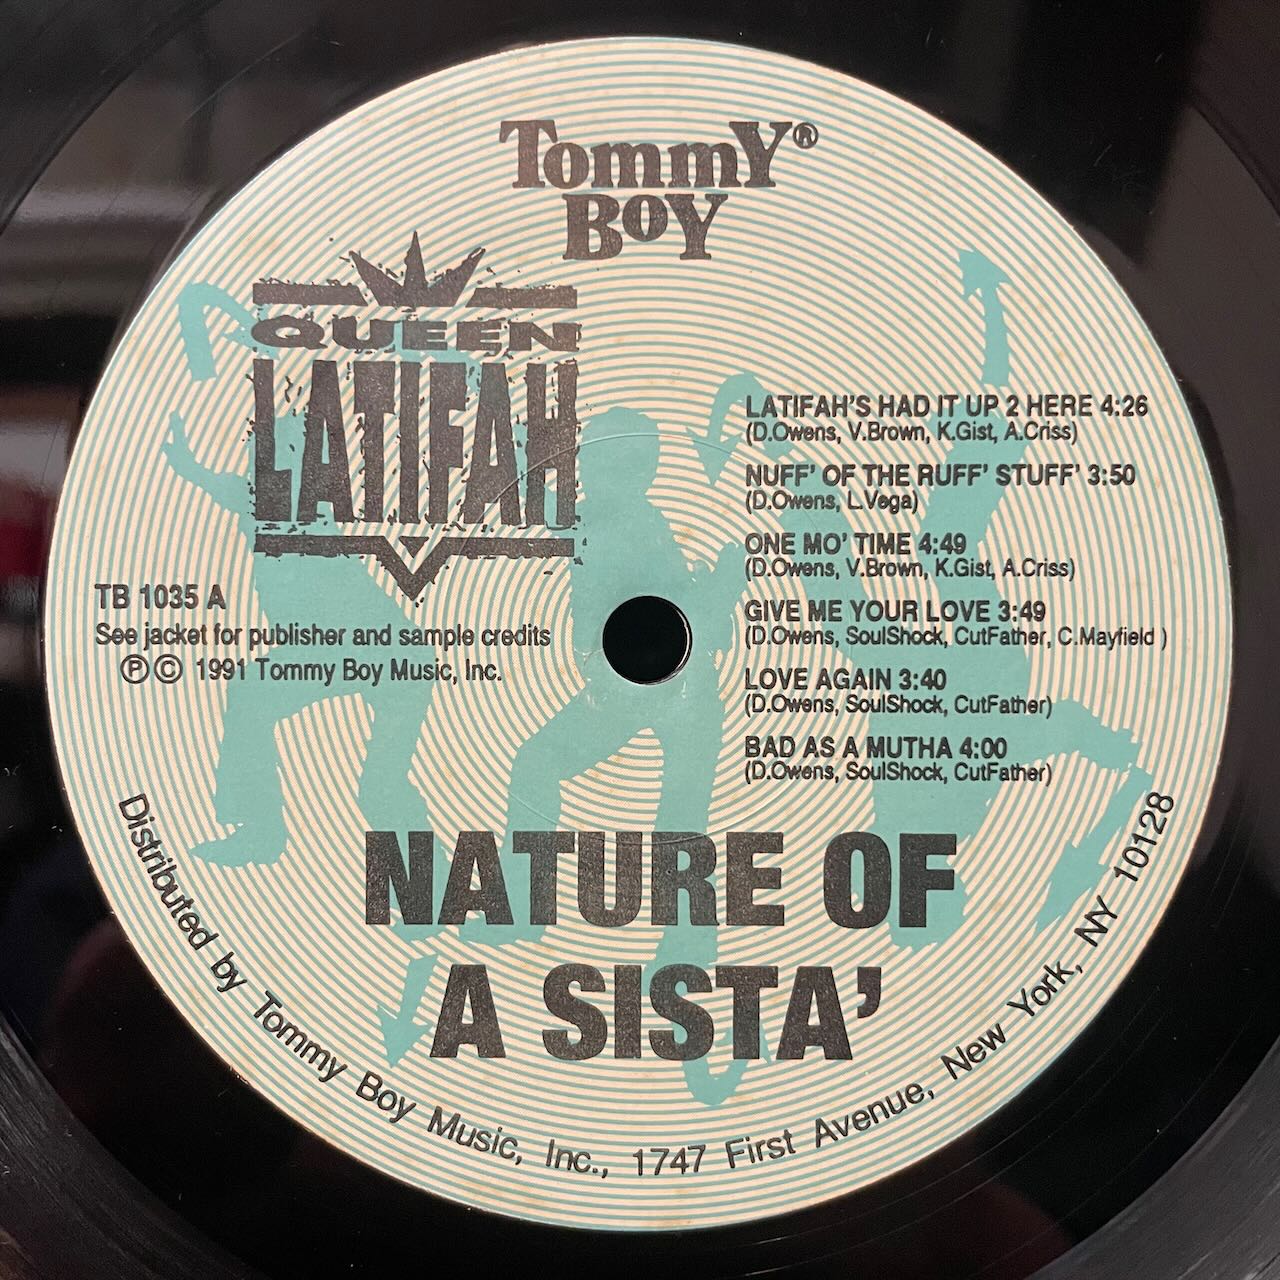 Tommy®
Boy
QUEEN
LATIFAH
LATIFAH'S HAD IT UP 2 HERE 4:26
(D.Owens, V.Brown, K.Gist, A.Criss)
NUFF' OF THE RUFF' STUFF' 3:50
(D.Owens, L.Vega)
ONE MO' TIME 4:49
(D.Owens, V.Brown, K.Gist, A.Criss)
GIVE ME YOUR LOVE 3:49
(D.Owens, SoulShock, CutFather, C.Mayfield )
LOVE AGAIN 3:40
(D.Owens, SoulShock, CutFather)
BAD AS A MUTHA 4:00
(D.Owens, SoulShock, CutFather)
TB 1035 A
See jacket for publisher and sample credits
℗ © 1991 Tommy Boy Music, Inc.
NATURE OF
A SISTA'
Distributed by Tommy Boy Music, Inc., 1747 First Avenue, New York, NY 10128